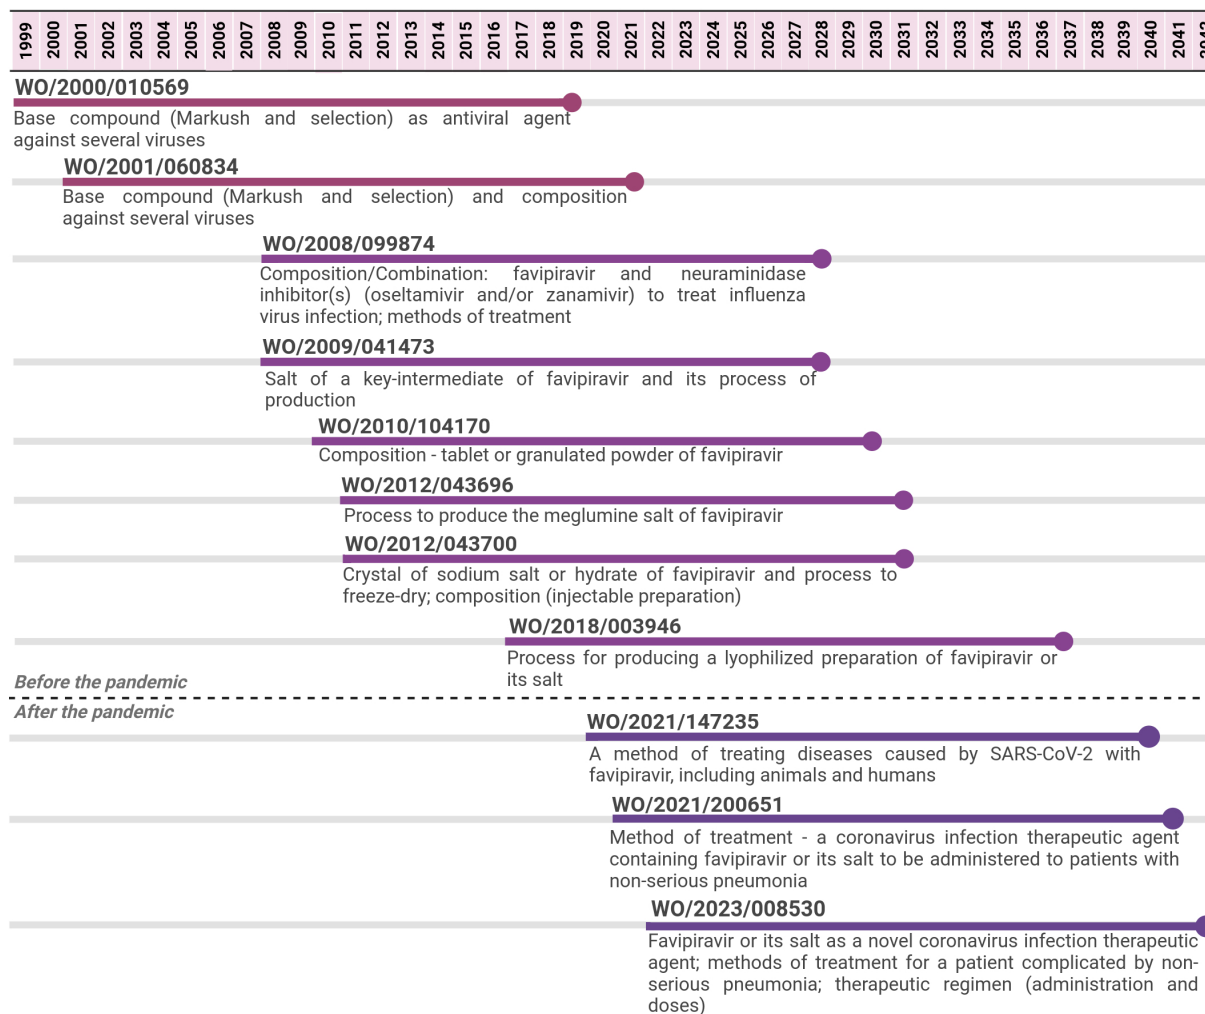 1999 2000 2001 2002 2003 2004 2005 2006 2007 2008 2009 2010 2011 2012 2013 2014 2015 2016 2017 2018 2019 2020 2021 2022 2023 2024 2025 2026 2027 2028 2029 2030 2031 2032 2033 2034 2035 2036 2037 2038 2039 2040 2041 2042
WO/2000/010569
Base compound (Markush and selection) as antiviral agent
against several viruses
WO/2001/060834
Base compound (Markush and selection) and composition
against several viruses
WO/2008/099874
Composition/Combination: favipiravir and neuraminidase
inhibitor(s) (oseltamivir and/or zanamivir) to treat influenza
virus infection; methods of treatment
WO/2009/041473
Salt of a key-intermediate of favipiravir and its process of
production
WO/2010/104170
Composition - tablet or granulated powder of favipiravir
WO/2012/043696
Process to produce the meglumine salt of favipiravir
WO/2012/043700
Crystal of sodium salt or hydrate of favipiravir and process to
freeze-dry; composition (injectable preparation)
WO/2018/003946
Process for producing a lyophilized preparation of favipiravir or
its salt
Before the pandemic
After the pandemic
WO/2021/147235
A method of treating diseases caused by SARS-CoV-2 with
favipiravir, including animals and humans
WO/2021/200651
Method of treatment - a coronavirus infection therapeutic agent
containing favipiravir or its salt to be administered to patients with
non-serious pneumonia
WO/2023/008530
Favipiravir or its salt as a novel coronavirus infection therapeutic
agent; methods of treatment for a patient complicated by non-
serious pneumonia; therapeutic regimen (administration and
doses)